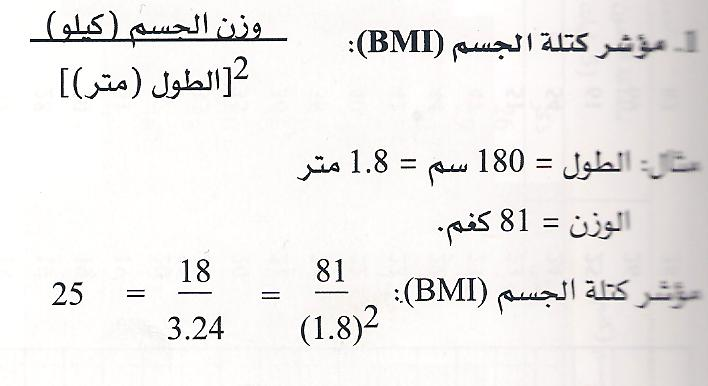 1. مؤشر كتلة الجسم (BMI): وزن الجسم (كيلو)
[الطول (متر)]2
مثال: الطول = 180 سم = 1.8 متر
الوزن = 81 كغم.
مؤشر كتلة الجسم (BMI): 81 = 18 = 25
(1.8)2 3.24